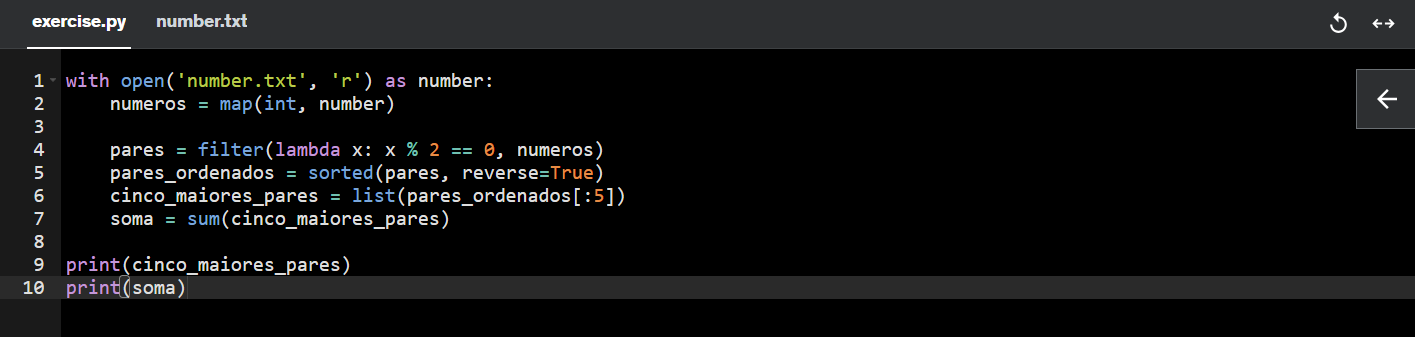 exercise.py number.txt
1 with open('number.txt', 'r') as number:
2     numeros = map(int, number)
3
4     pares = filter(lambda x: x % 2 == 0, numeros)
5     pares_ordenados = sorted(pares, reverse=True)
6     cinco_maiores_pares = list(pares_ordenados[:5])
7     soma = sum(cinco_maiores_pares)
8
9 print(cinco_maiores_pares)
10 print(soma)